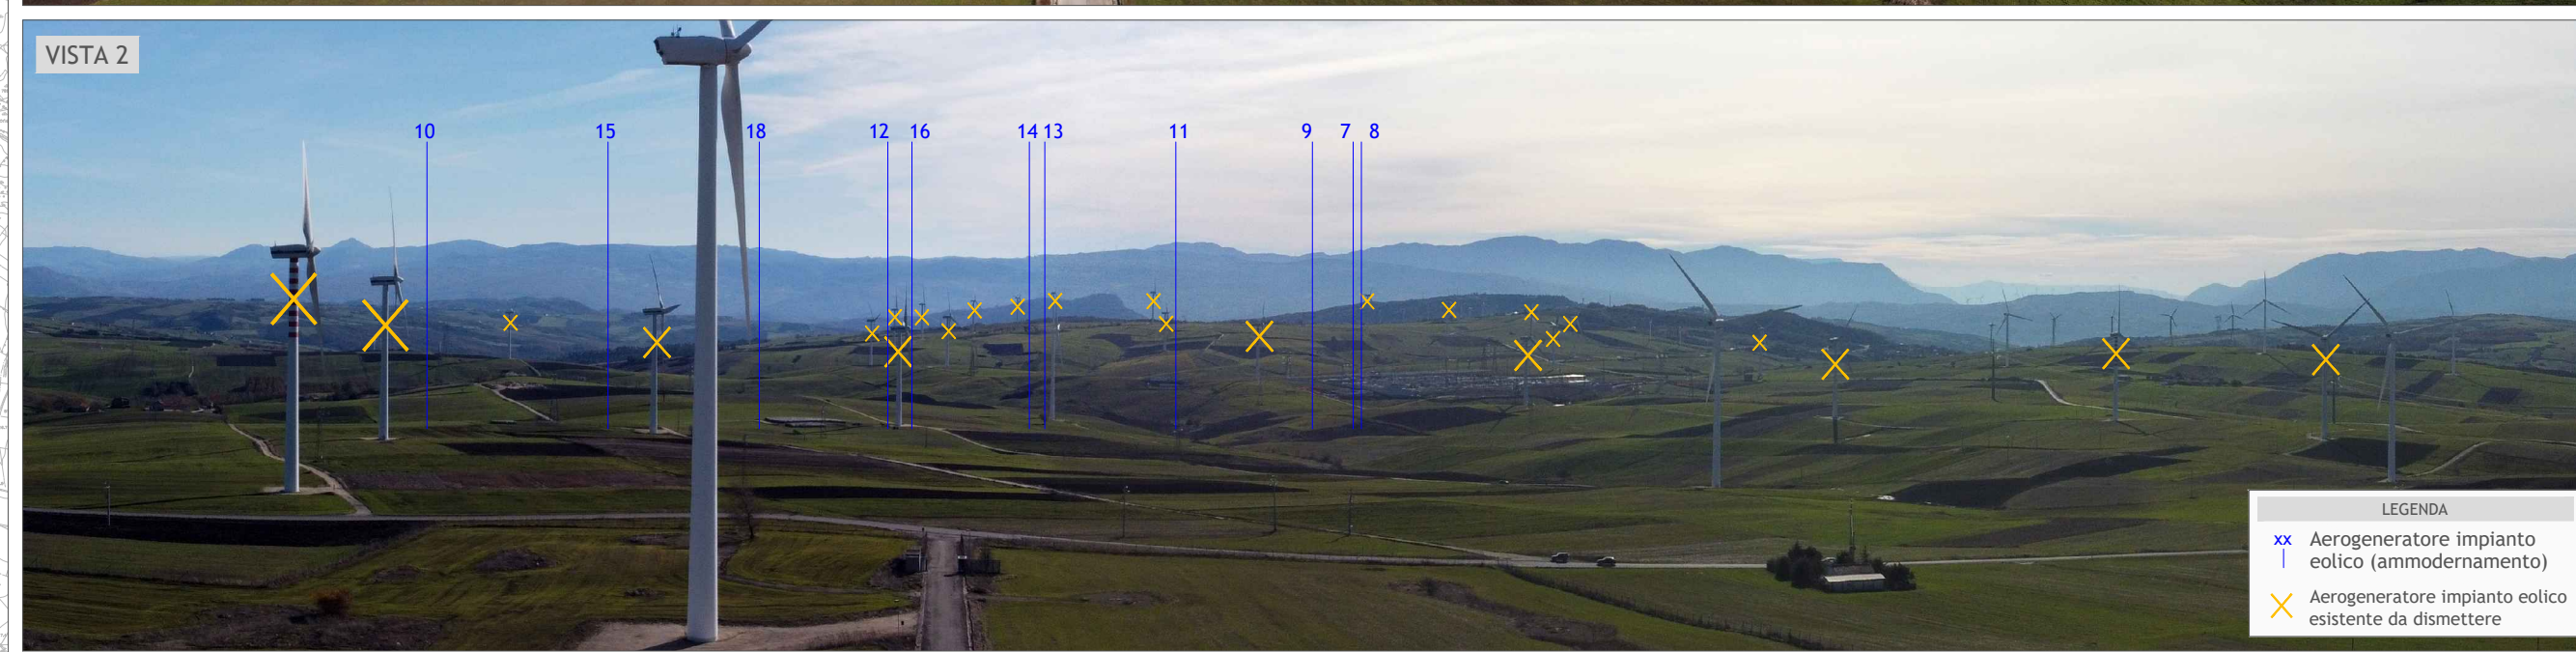 VISTA 2
10 15 18 12 16 14 13 11 9 7 8
LEGENDA
xx Aerogeneratore impianto
eolico (ammodernamento)
Aerogeneratore impianto eolico
esistente da dismettere